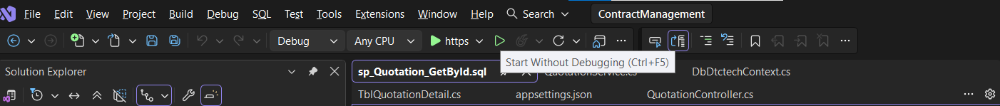 File Edit View Git Project Build Debug SQL Test Tools Extensions Window Help Search ContractManagement
Debug Any CPU https
Start Without Debugging (Ctrl+F5)
Solution Explorer
sp_Quotation_GetById.sql QuotationService.cs DbDtctechContext.cs
TblQuotationDetail.cs appsettings.json QuotationController.cs